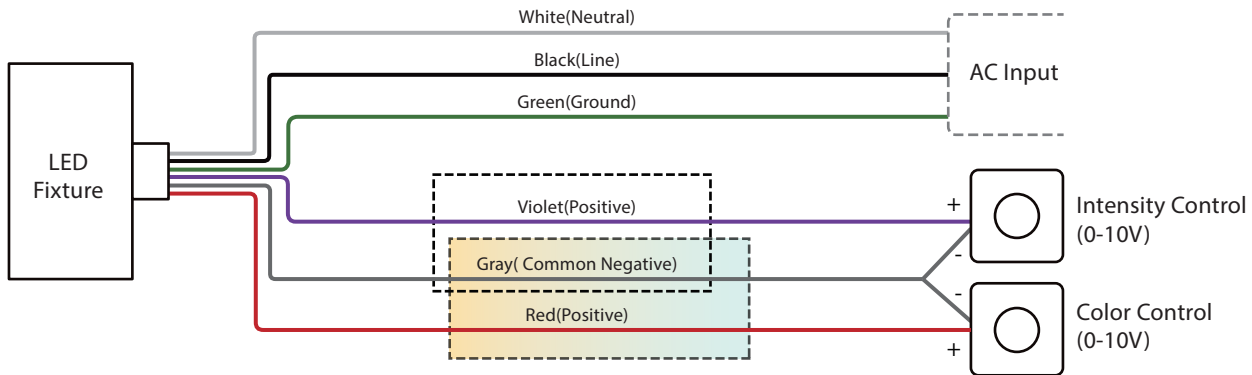 White(Neutral)
Black(Line)
Green(Ground)
AC Input
LED
Fixture
Violet(Positive)
+
Intensity Control
(0-10V)
-
Gray( Common Negative)
-
Red(Positive)
Color Control
(0-10V)
+